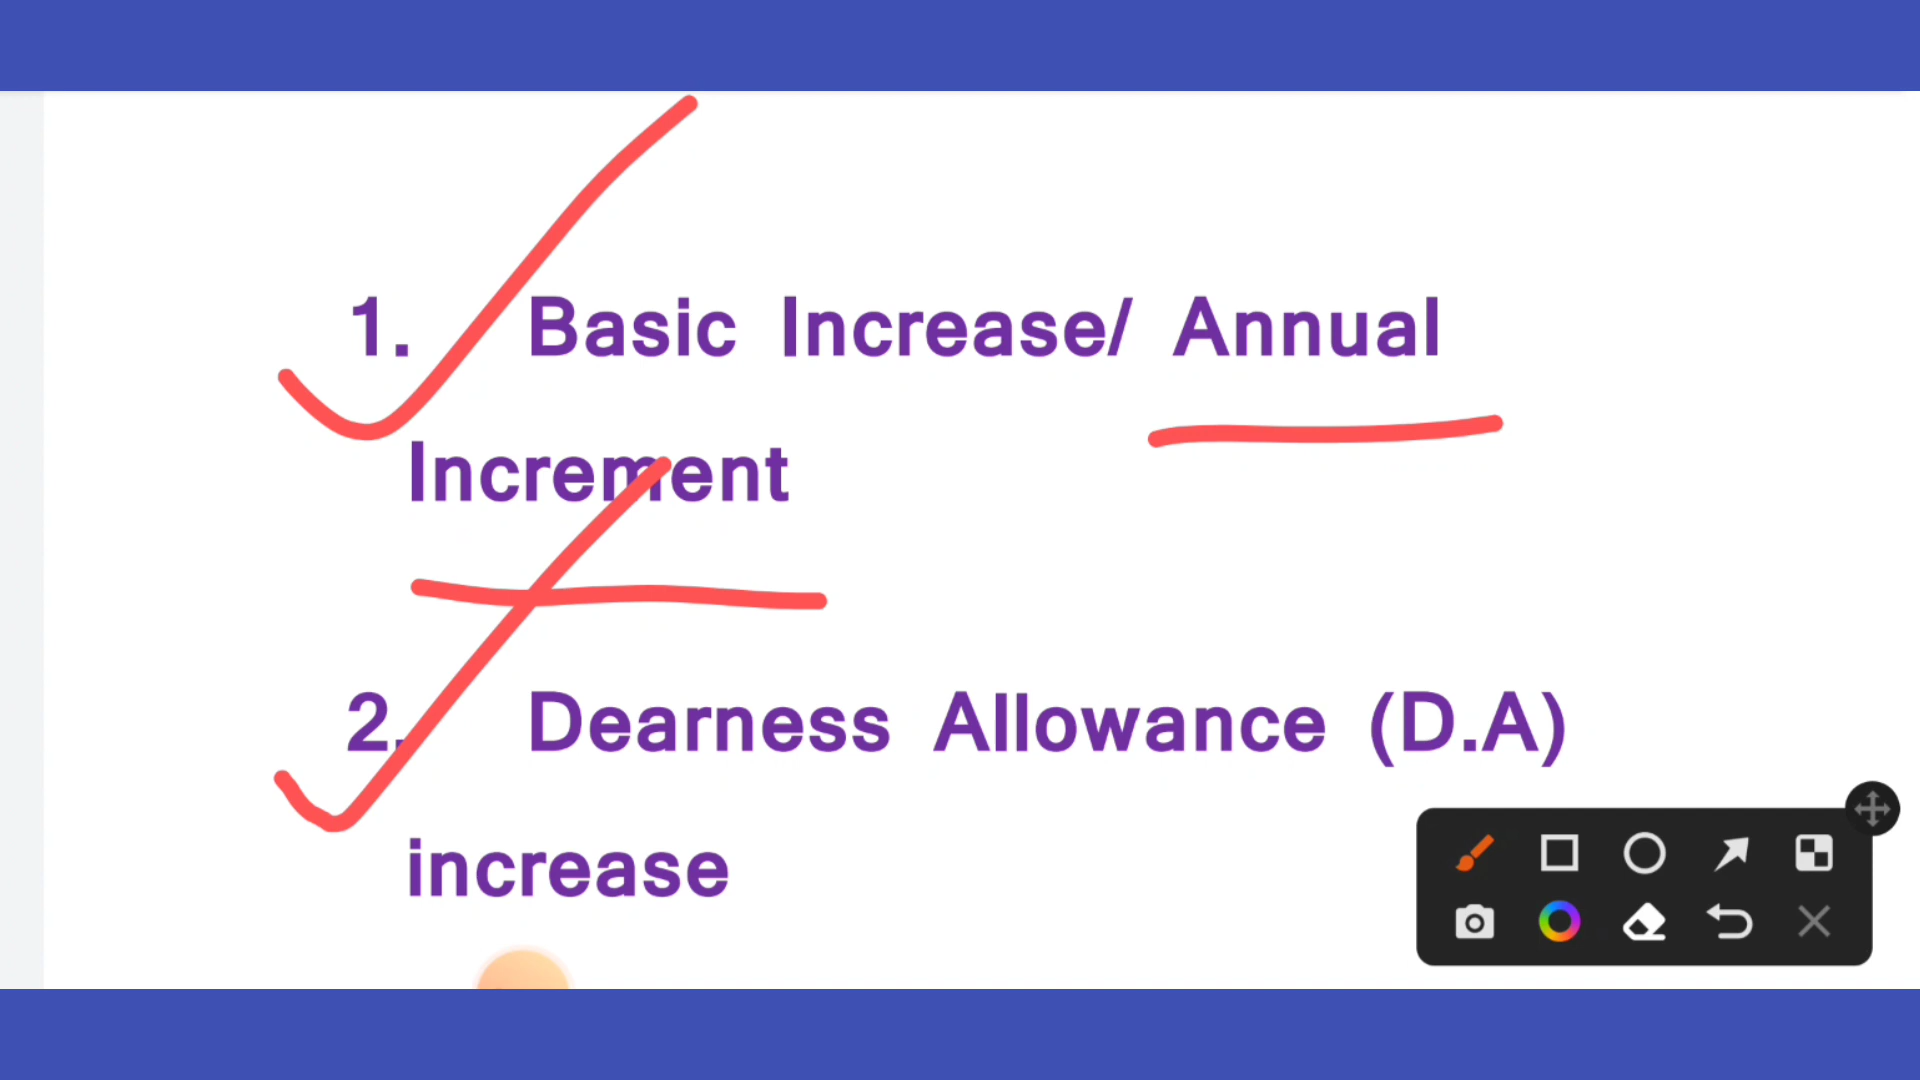 1. Basic Increase/ Annual
Increment
2. Dearness Allowance (D.A)
increase